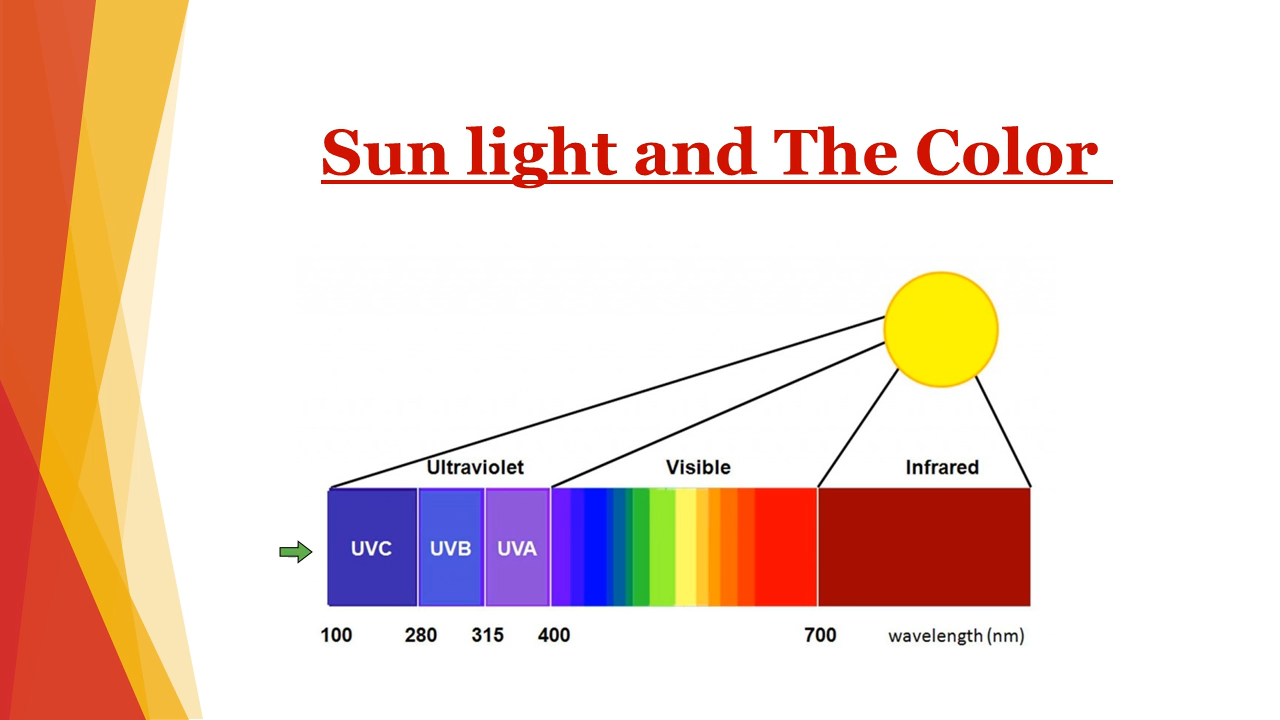 Sun light and The Color
Ultraviolet Visible Infrared
UVC UVB UVA
100 280 315 400 700 wavelength (nm)